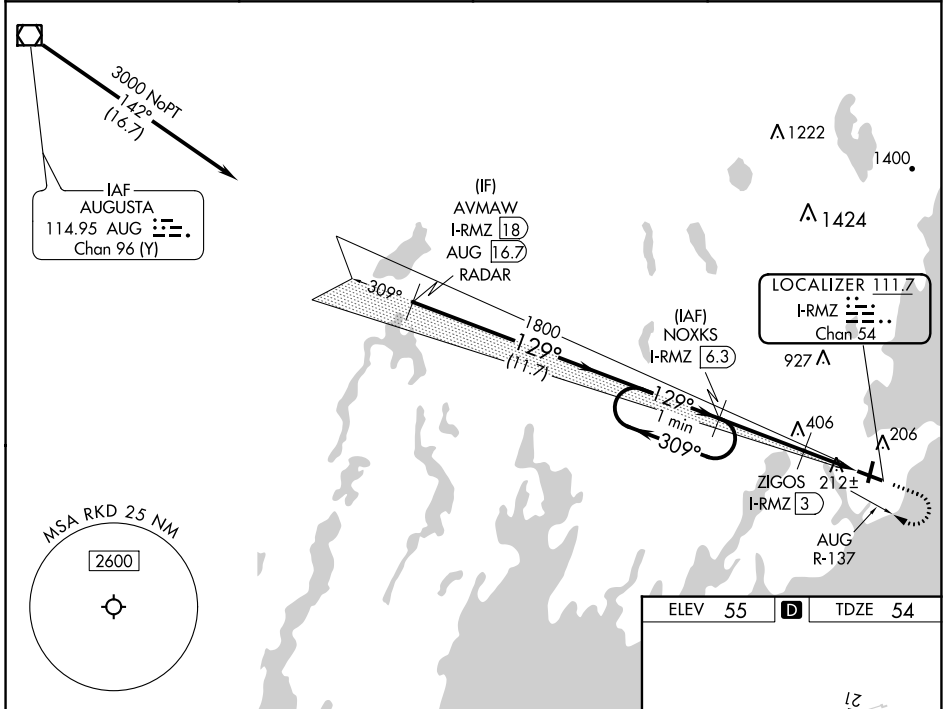 3000 NoPT
142°
(16.7)
IAF
AUGUSTA
114.95 AUG
Chan 96 (Y)
(IF)
AVMAW
I-RMZ 18
AUG 16.7
RADAR
309°
1800
129°
(11.7)
(IAF)
NOXKS
I-RMZ 6.3
129°
1 min
309°
1222
1400
1424
LOCALIZER 111.7
I-RMZ
Chan 54
927
406
206
ZIGOS
I-RMZ 3
212±
AUG
R-137
MSA RKD 25 NM
2600
ELEV 55 D TDZE 54
21